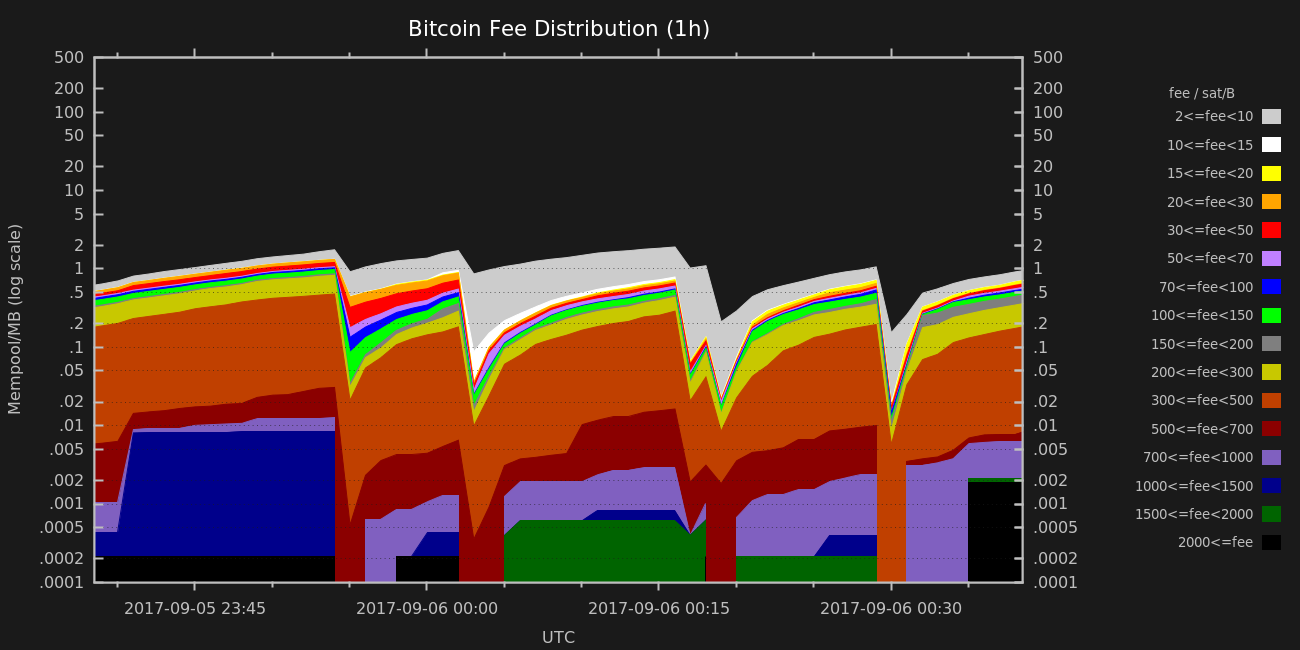 Bitcoin Fee Distribution (1h)
500 500
200 200
100 100
50 50
20 20
10 10
5 5
2 2
1 1
.5 .5
.2 .2
.1 .1
.05 .05
.02 .02
.01 .01
.005 .005
.002 .002
.001 .001
.0005 .0005
.0002 .0002
.0001 .0001
Mempool/MB (log scale)
2017-09-05 23:45 2017-09-06 00:00 2017-09-06 00:15 2017-09-06 00:30
UTC
fee / sat/B
2<=fee<10
10<=fee<15
15<=fee<20
20<=fee<30
30<=fee<50
50<=fee<70
70<=fee<100
100<=fee<150
150<=fee<200
200<=fee<300
300<=fee<500
500<=fee<700
700<=fee<1000
1000<=fee<1500
1500<=fee<2000
2000<=fee